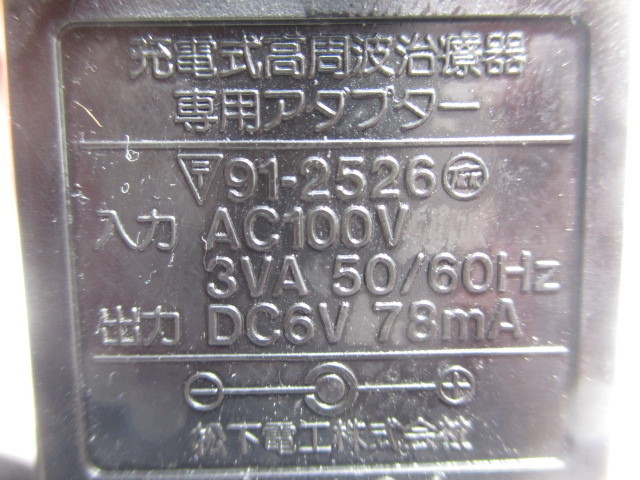 充電式高周波治療器
専用アダプター
▽〒91-2526
入力 AC100V
3VA 50/60Hz
出力 DC6V 78mA
松下電工株式会社